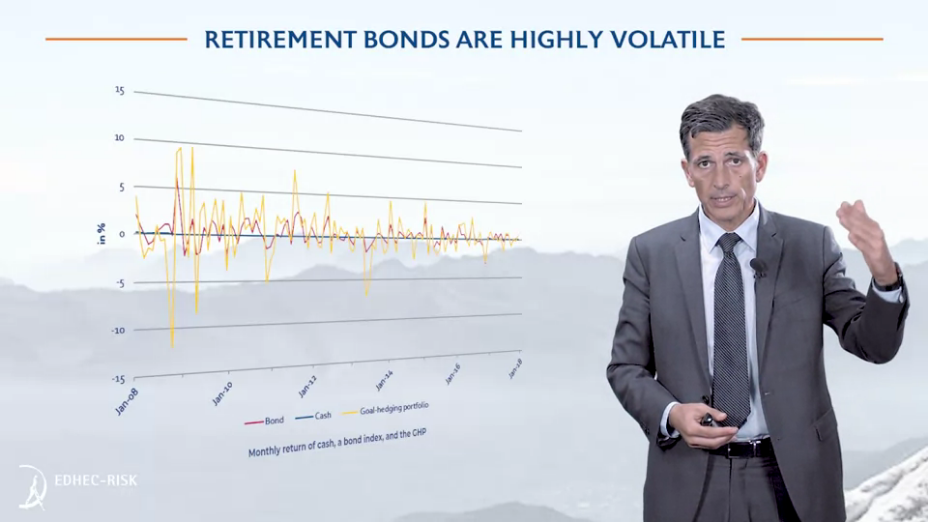 RETIREMENT BONDS ARE HIGHLY VOLATILE
15
10
5
0
-5
-10
-15
in %
Jan-08
Jan-10
Jan-12
Jan-14
Jan-16
Jan-18
Bond Cash Goal-hedging portfolio
Monthly return of cash, a bond index, and the GHP
EDHEC-RISK